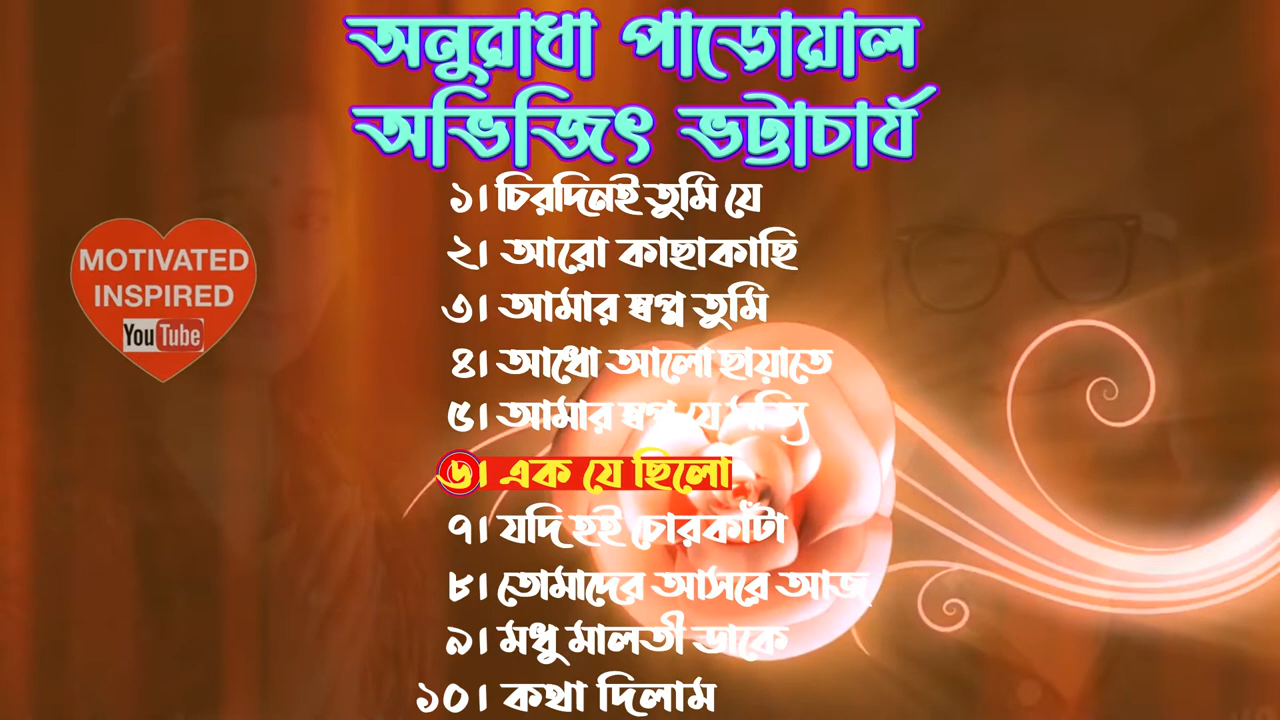 অনুরাধা পাড়োয়াল
অভিজিৎ ভট্টাচার্য
১। চিরদিনই তুমি যে
২। আরো কাছাকাছি
৩। আমার স্বপ্ন তুমি
৪। আধো আলো ছায়াতে
৫। আমার স্বপ্ন যে সত্যি
৬। এক যে ছিলো
৭। যদি হই চোরকাঁটা
৮। তোমাদের আসরে আজ
৯। মধু মালতী ডাকে
১০। কথা দিলাম
MOTIVATED
INSPIRED
YouTube